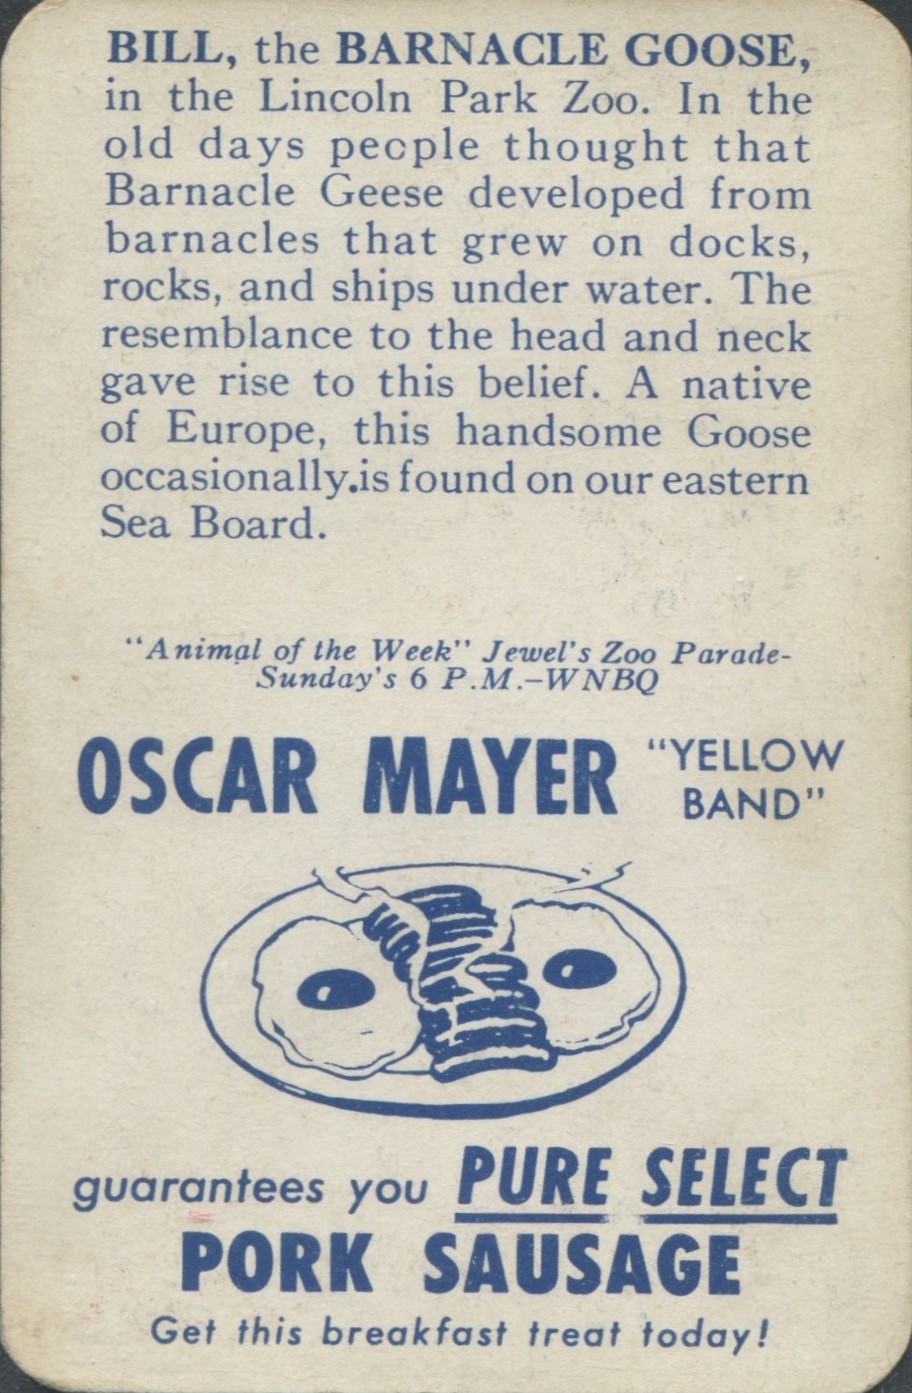 BILL, the BARNACLE GOOSE,
in the Lincoln Park Zoo. In the
old days people thought that
Barnacle Geese developed from
barnacles that grew on docks,
rocks, and ships under water. The
resemblance to the head and neck
gave rise to this belief. A native
of Europe, this handsome Goose
occasionally.is found on our eastern
Sea Board.
"Animal of the Week" Jewel's Zoo Parade-
Sunday's 6 P.M.-WNBQ
OSCAR MAYER "YELLOW
BAND"
guarantees you PURE SELECT
PORK SAUSAGE
Get this breakfast treat today!